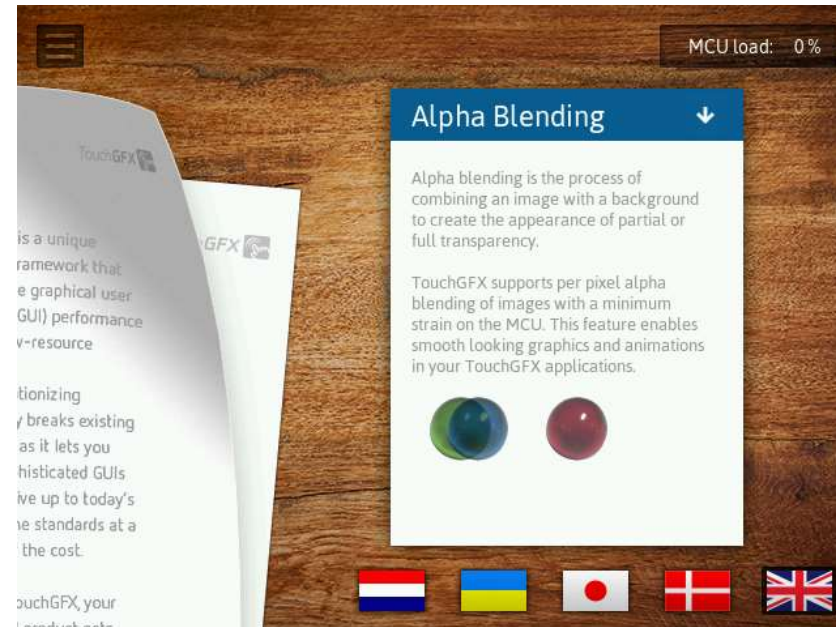 MCU load: 0 %
TouchGFX
GFX
is a unique
ramework that
e graphical user
GUI) performance
w-resource
tionizing
y breaks existing
as it lets you
histicated GUIs
ive up to today's
ne standards at a
the cost.
ouchGFX, your
Alpha Blending
Alpha blending is the process of
combining an image with a background
to create the appearance of partial or
full transparency.
TouchGFX supports per pixel alpha
blending of images with a minimum
strain on the MCU. This feature enables
smooth looking graphics and animations
in your TouchGFX applications.